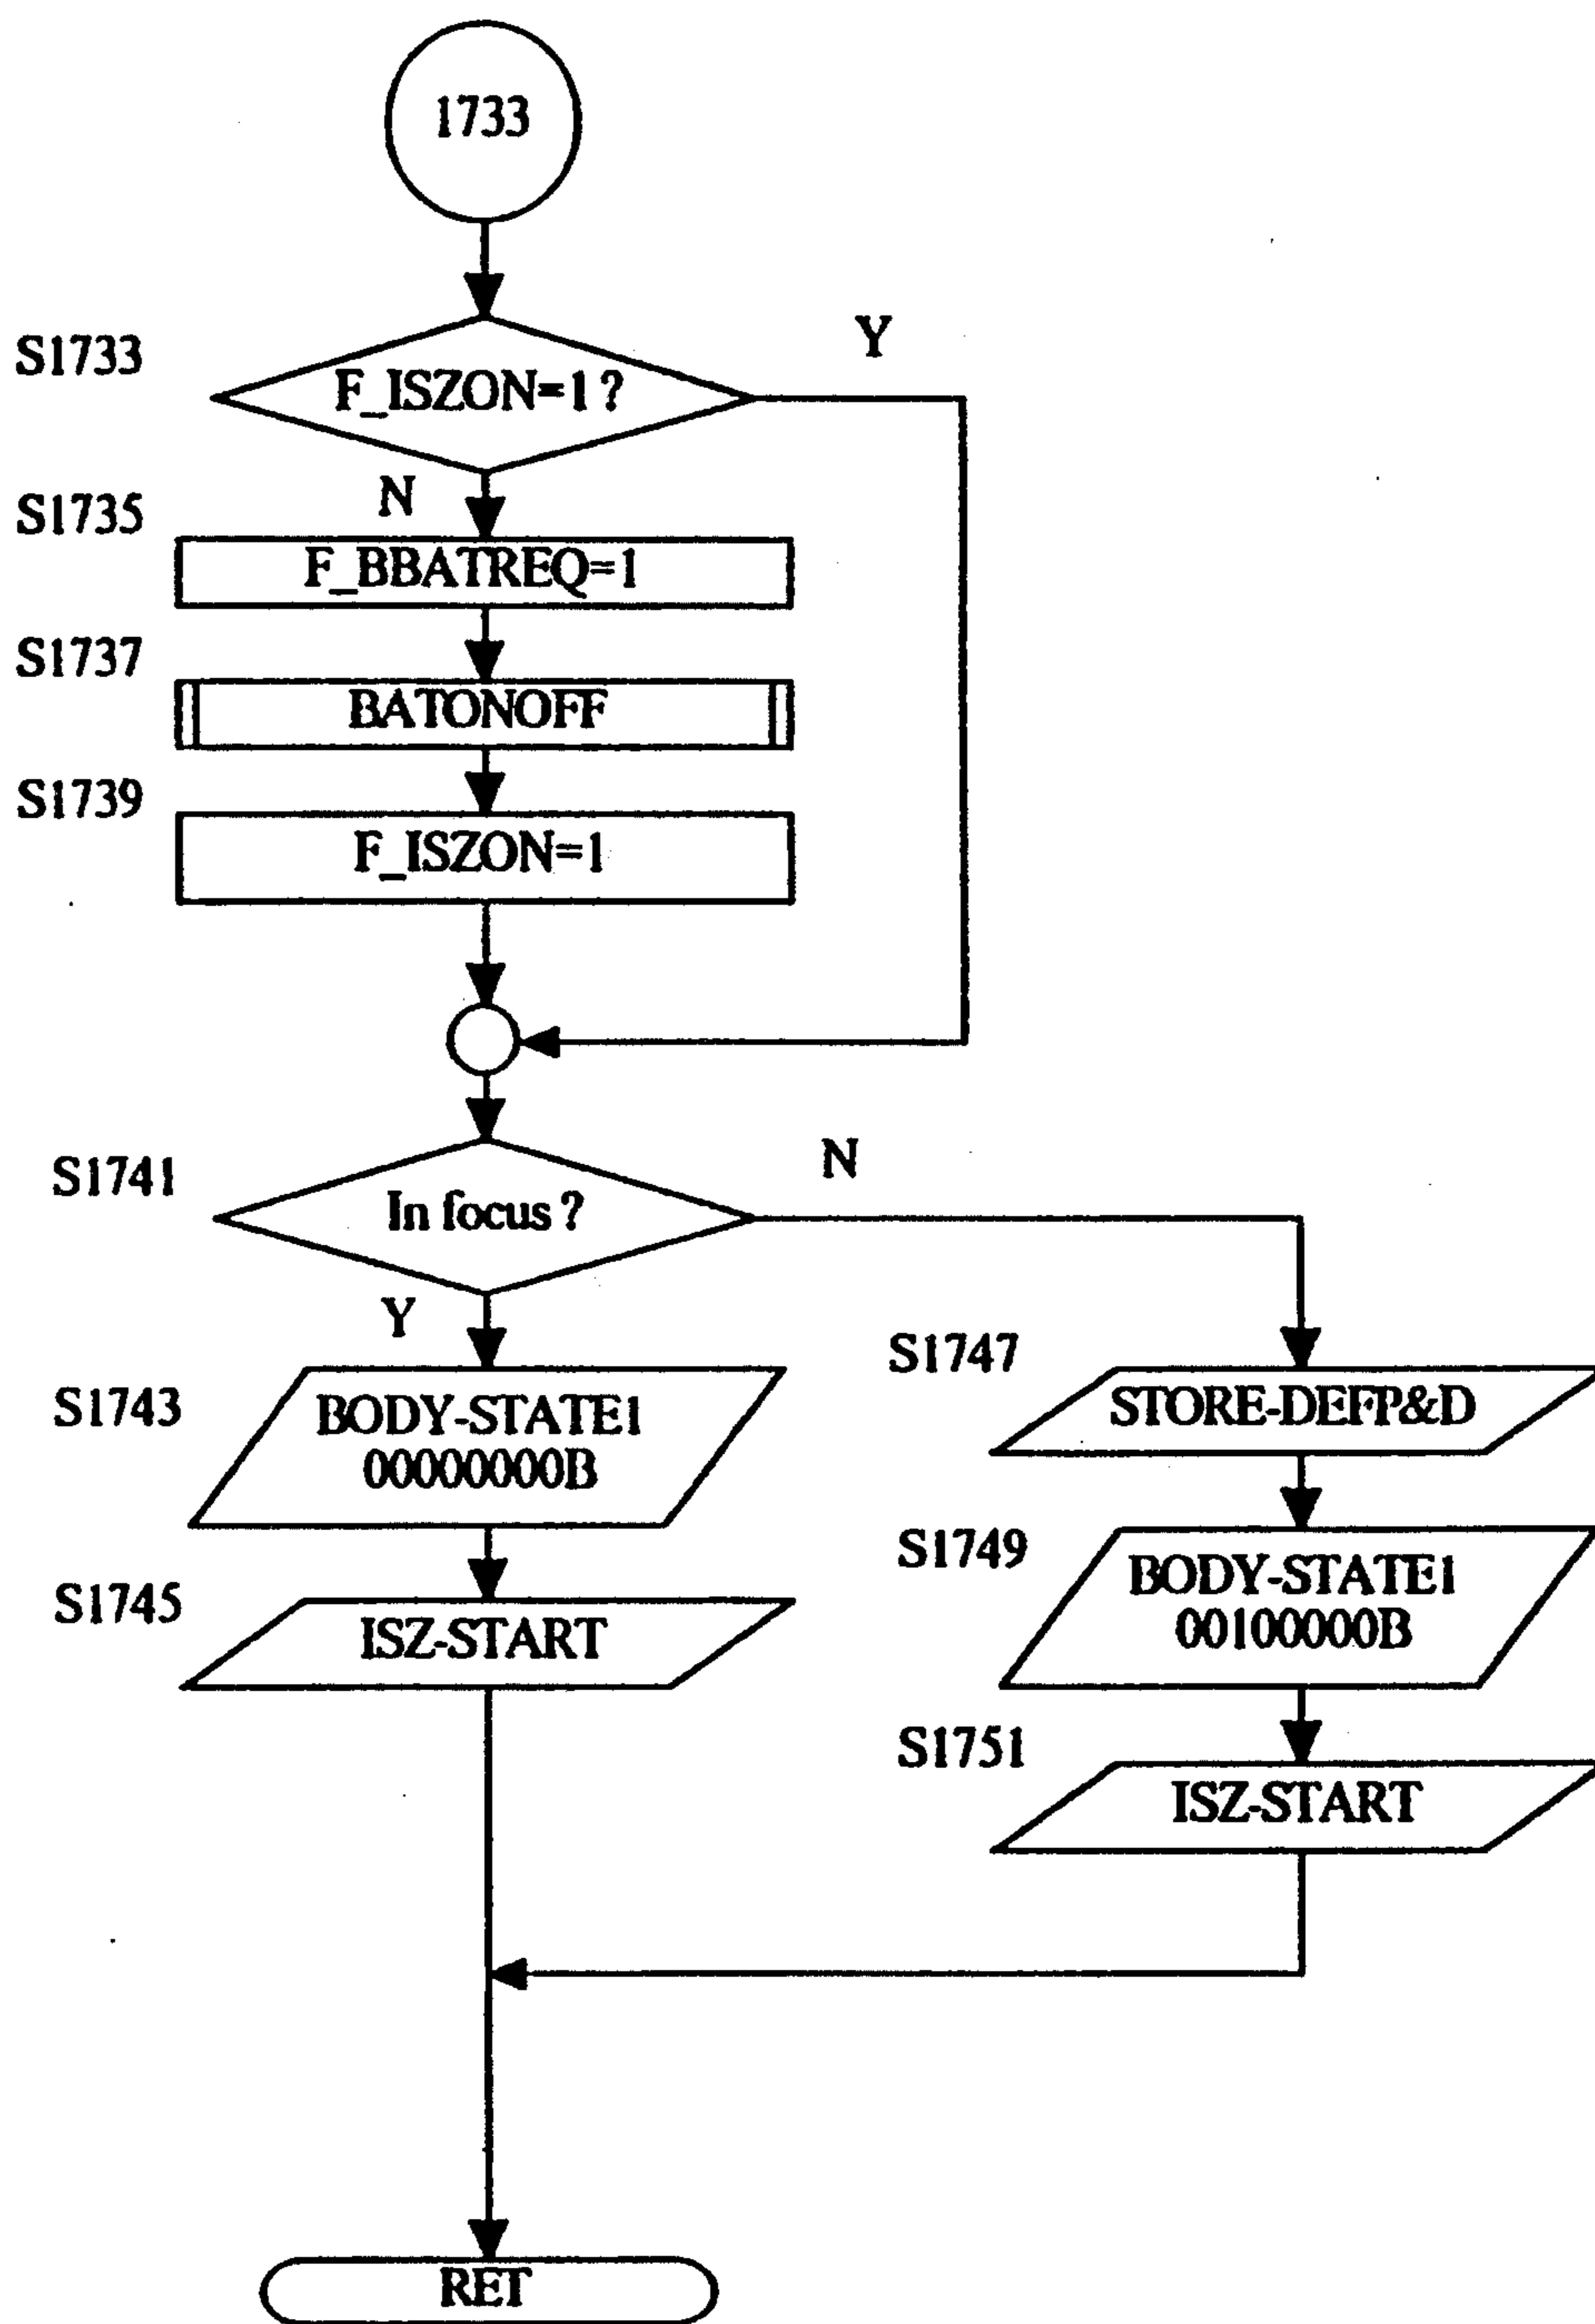 1733
S1733
F_ISZON=1 ?
Y
N
S1735
F_BBATREQ=1
S1737
BATONOFF
S1739
F_ISZON=1
S1741
In focus ?
N
Y
S1743
BODY-STATE1
00000000B
S1745
ISZ-START
S1747
STORE-DEFP&D
S1749
BODY-STATE1
00100000B
S1751
ISZ-START
RET